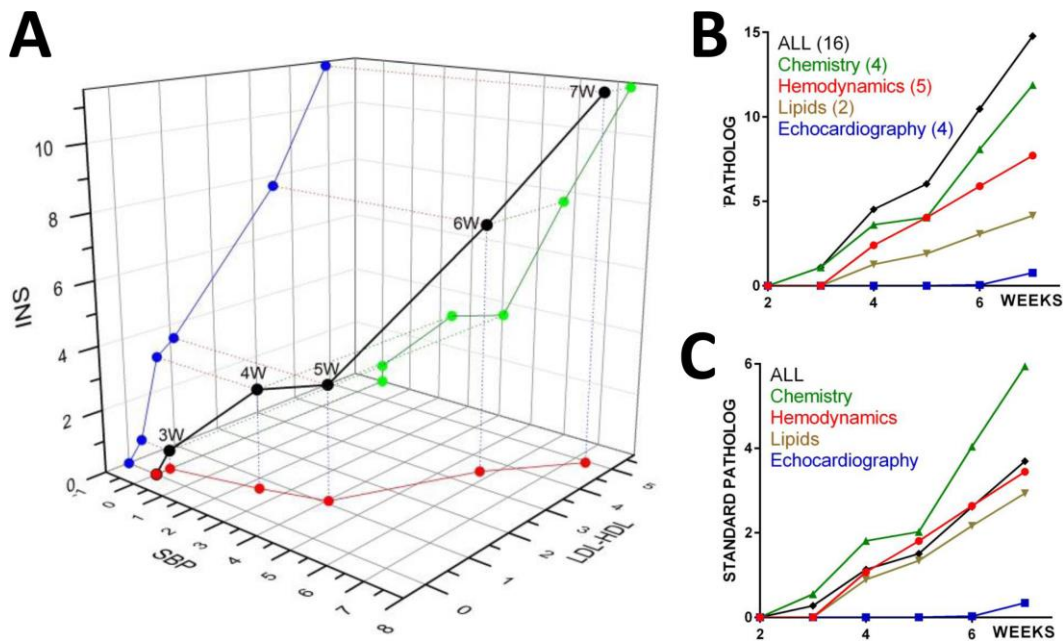 A
INS
10
8
6
4
2
0
3W
4W
5W
6W
7W
-1
0
1
2
3
4
5
6
7
8
SBP
0
1
2
3
4
5
LDL-HDL
B
PATHOLOG
15
10
5
0
ALL (16)
Chemistry (4)
Hemodynamics (5)
Lipids (2)
Echocardiography (4)
2
4
6
WEEKS
C
STANDARD PATHOLOG
6
4
2
0
ALL
Chemistry
Hemodynamics
Lipids
Echocardiography
2
4
6
WEEKS